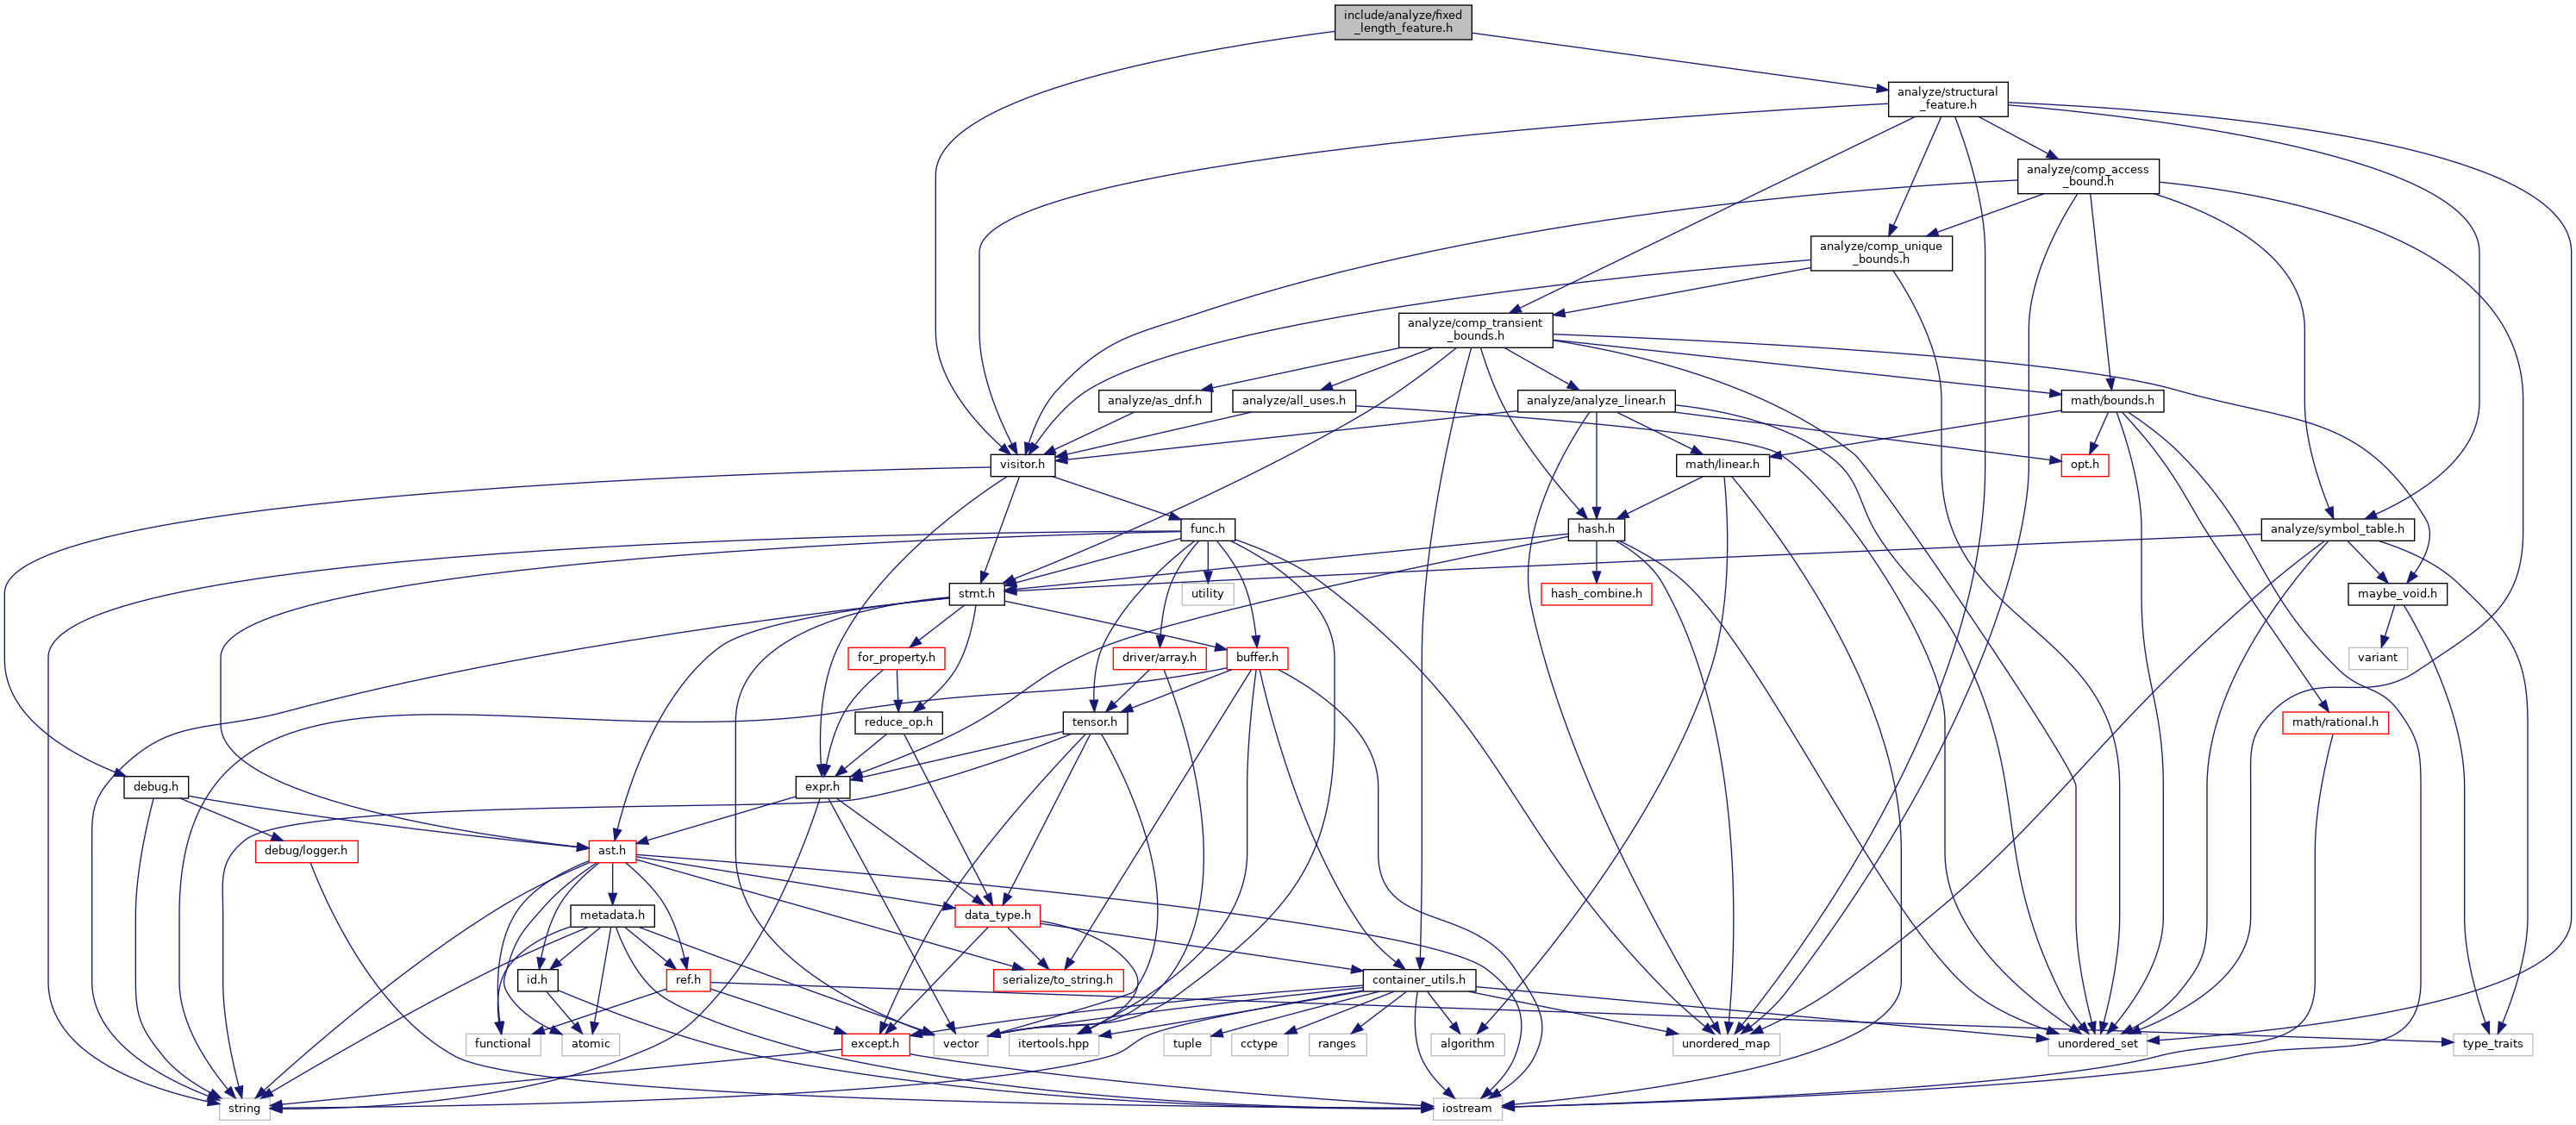 include/analyze/fixed
_length_feature.h
analyze/structural
_feature.h
analyze/comp_access
_bound.h
analyze/comp_unique
_bounds.h
analyze/comp_transient
_bounds.h
analyze/as_dnf.h
analyze/all_uses.h
analyze/analyze_linear.h
math/bounds.h
visitor.h
math/linear.h
opt.h
func.h
hash.h
analyze/symbol_table.h
stmt.h
utility
hash_combine.h
maybe_void.h
for_property.h
driver/array.h
buffer.h
variant
reduce_op.h
tensor.h
math/rational.h
debug.h
expr.h
debug/logger.h
ast.h
metadata.h
data_type.h
id.h
ref.h
serialize/to_string.h
container_utils.h
functional
atomic
except.h
vector
itertools.hpp
tuple
cctype
ranges
algorithm
unordered_map
unordered_set
type_traits
string
iostream